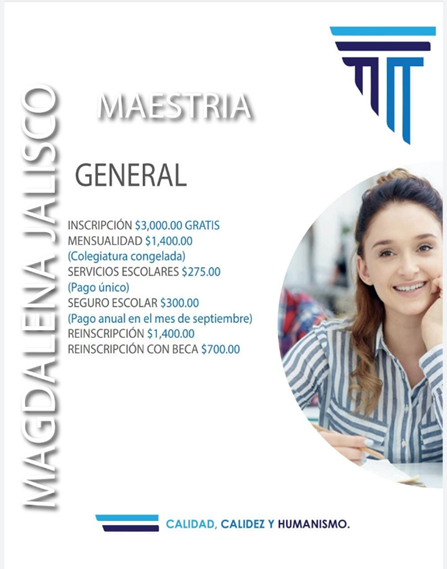 MAGDALENA JALISCO
MAESTRIA
GENERAL
INSCRIPCIÓN $3,000.00 GRATIS
MENSUALIDAD $1,400.00
(Colegiatura congelada)
SERVICIOS ESCOLARES $275.00
(Pago único)
SEGURO ESCOLAR $300.00
(Pago anual en el mes de septiembre)
REINSCRIPCIÓN $1,400.00
REINSCRIPCIÓN CON BECA $700.00
CALIDAD, CALIDEZ Y HUMANISMO.